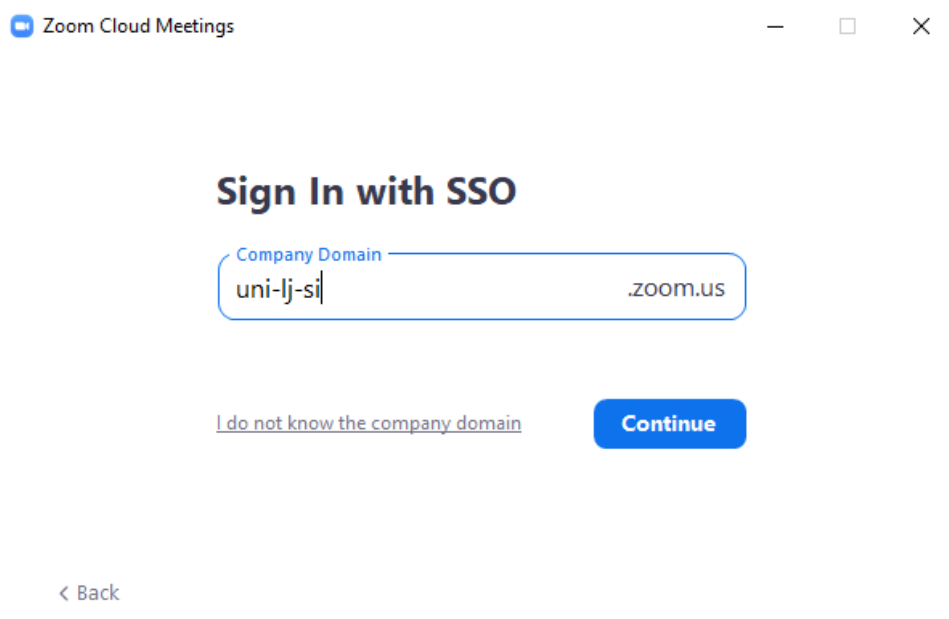 Zoom Cloud Meetings
Sign In with SSO
Company Domain
uni-lj-si .zoom.us
I do not know the company domain Continue
Back